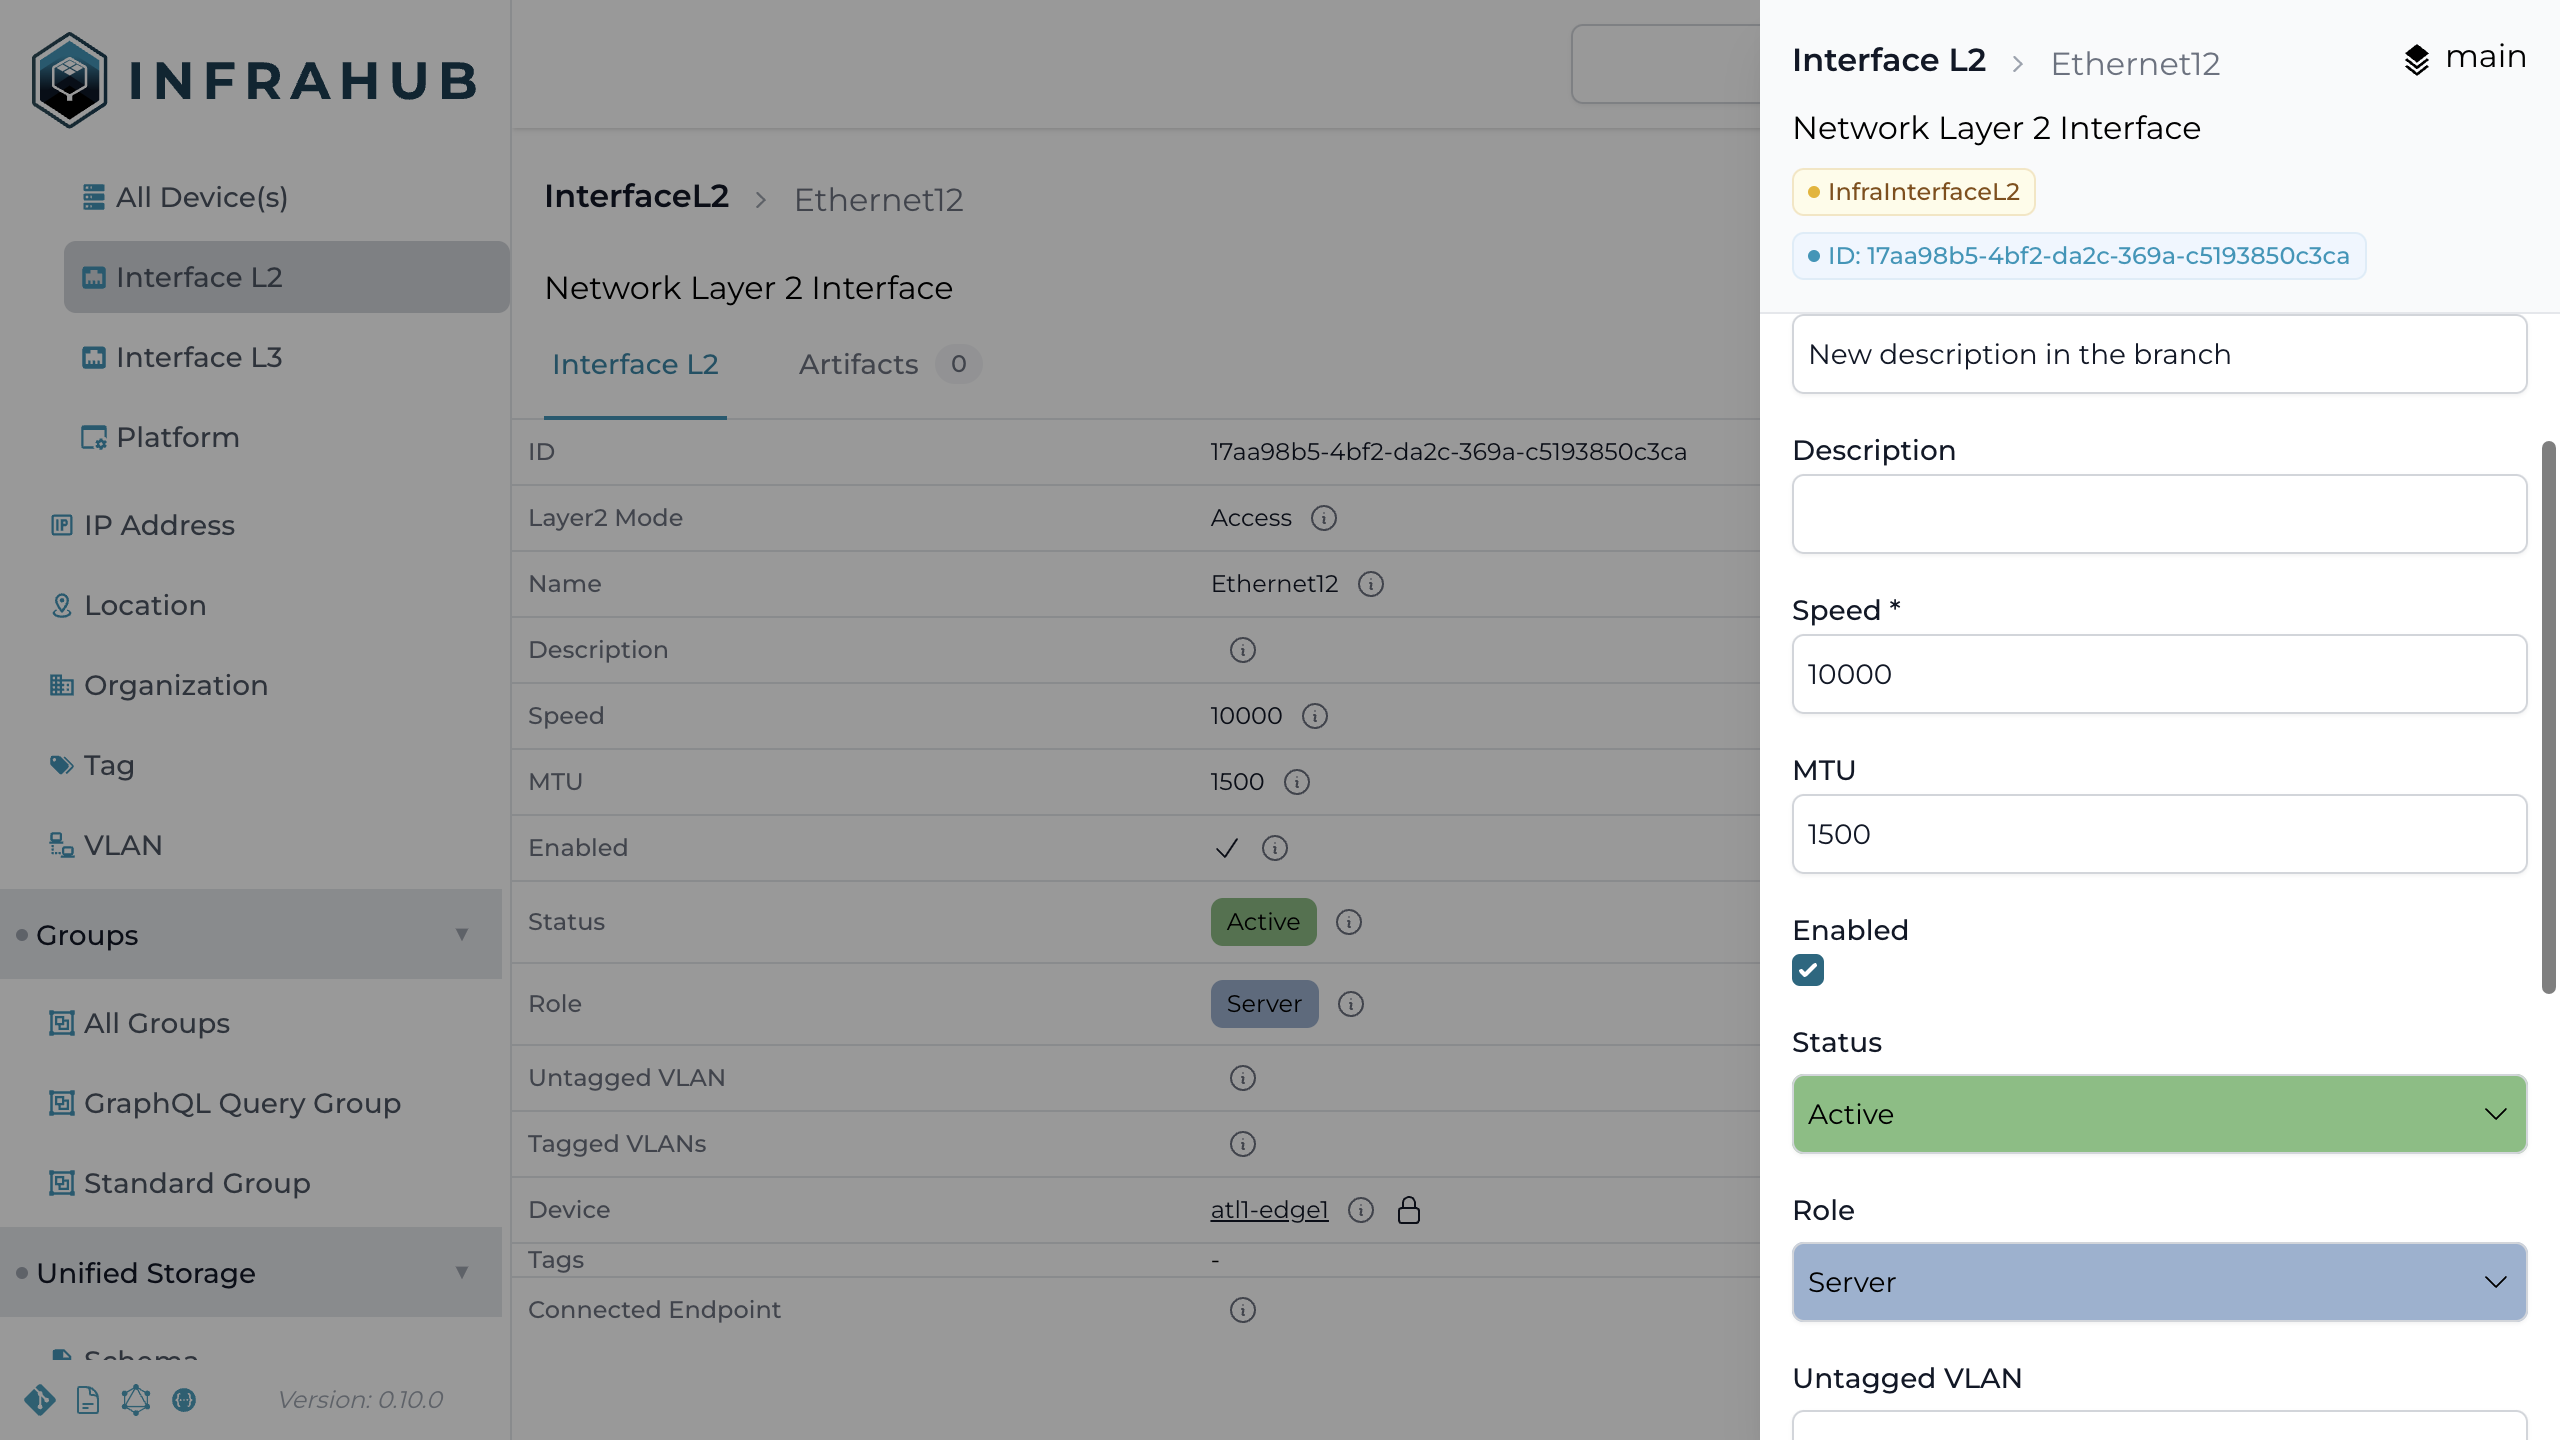 INFRAHUB
All Device(s)
Interface L2
Interface L3
Platform
IP Address
Location
Organization
Tag
VLAN
Groups
All Groups
GraphQL Query Group
Standard Group
Unified Storage
Schema
Version: 0.10.0
InterfaceL2 > Ethernet12
Network Layer 2 Interface
Interface L2 Artifacts 0
ID 17aa98b5-4bf2-da2c-369a-c5193850c3ca
Layer2 Mode Access
Name Ethernet12
Description
Speed 10000
MTU 1500
Enabled
Status Active
Role Server
Untagged VLAN
Tagged VLANs
Device atl1-edge1
Tags -
Connected Endpoint
Interface L2 > Ethernet12 main
Network Layer 2 Interface
InfraInterfaceL2
ID: 17aa98b5-4bf2-da2c-369a-c5193850c3ca
New description in the branch
Description
Speed *
10000
MTU
1500
Enabled
Status
Active
Role
Server
Untagged VLAN